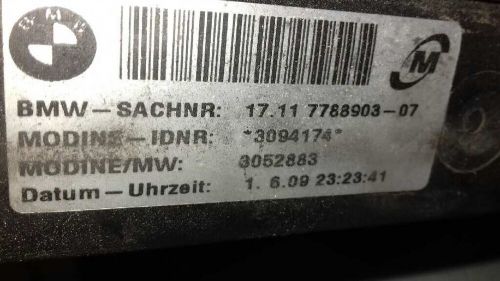 BMW
M
BMW-SACHNR: 17.11 7788903-07
MODINE-IDNR: *3094174*
MODINE/MW: 3052883
Datum-Uhrzeit: 1. 6.09 23:23:41